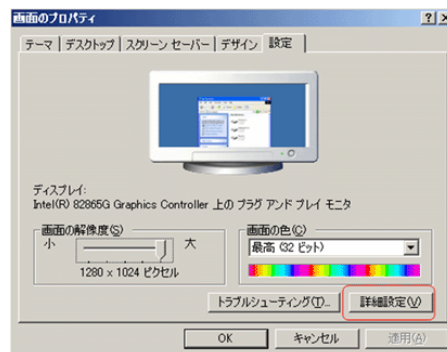 画面のプロパティ
テーマ デスクトップ スクリーン セーバー デザイン 設定
ディスプレイ:
Intel(R) 82865G Graphics Controller 上の プラグ アンド プレイ モニタ
画面の解像度(S)
小 大
1280 x 1024 ピクセル
画面の色(C)
最高 (32 ビット)
トラブルシューティング(T)... 詳細設定(V)
OK キャンセル 適用(A)